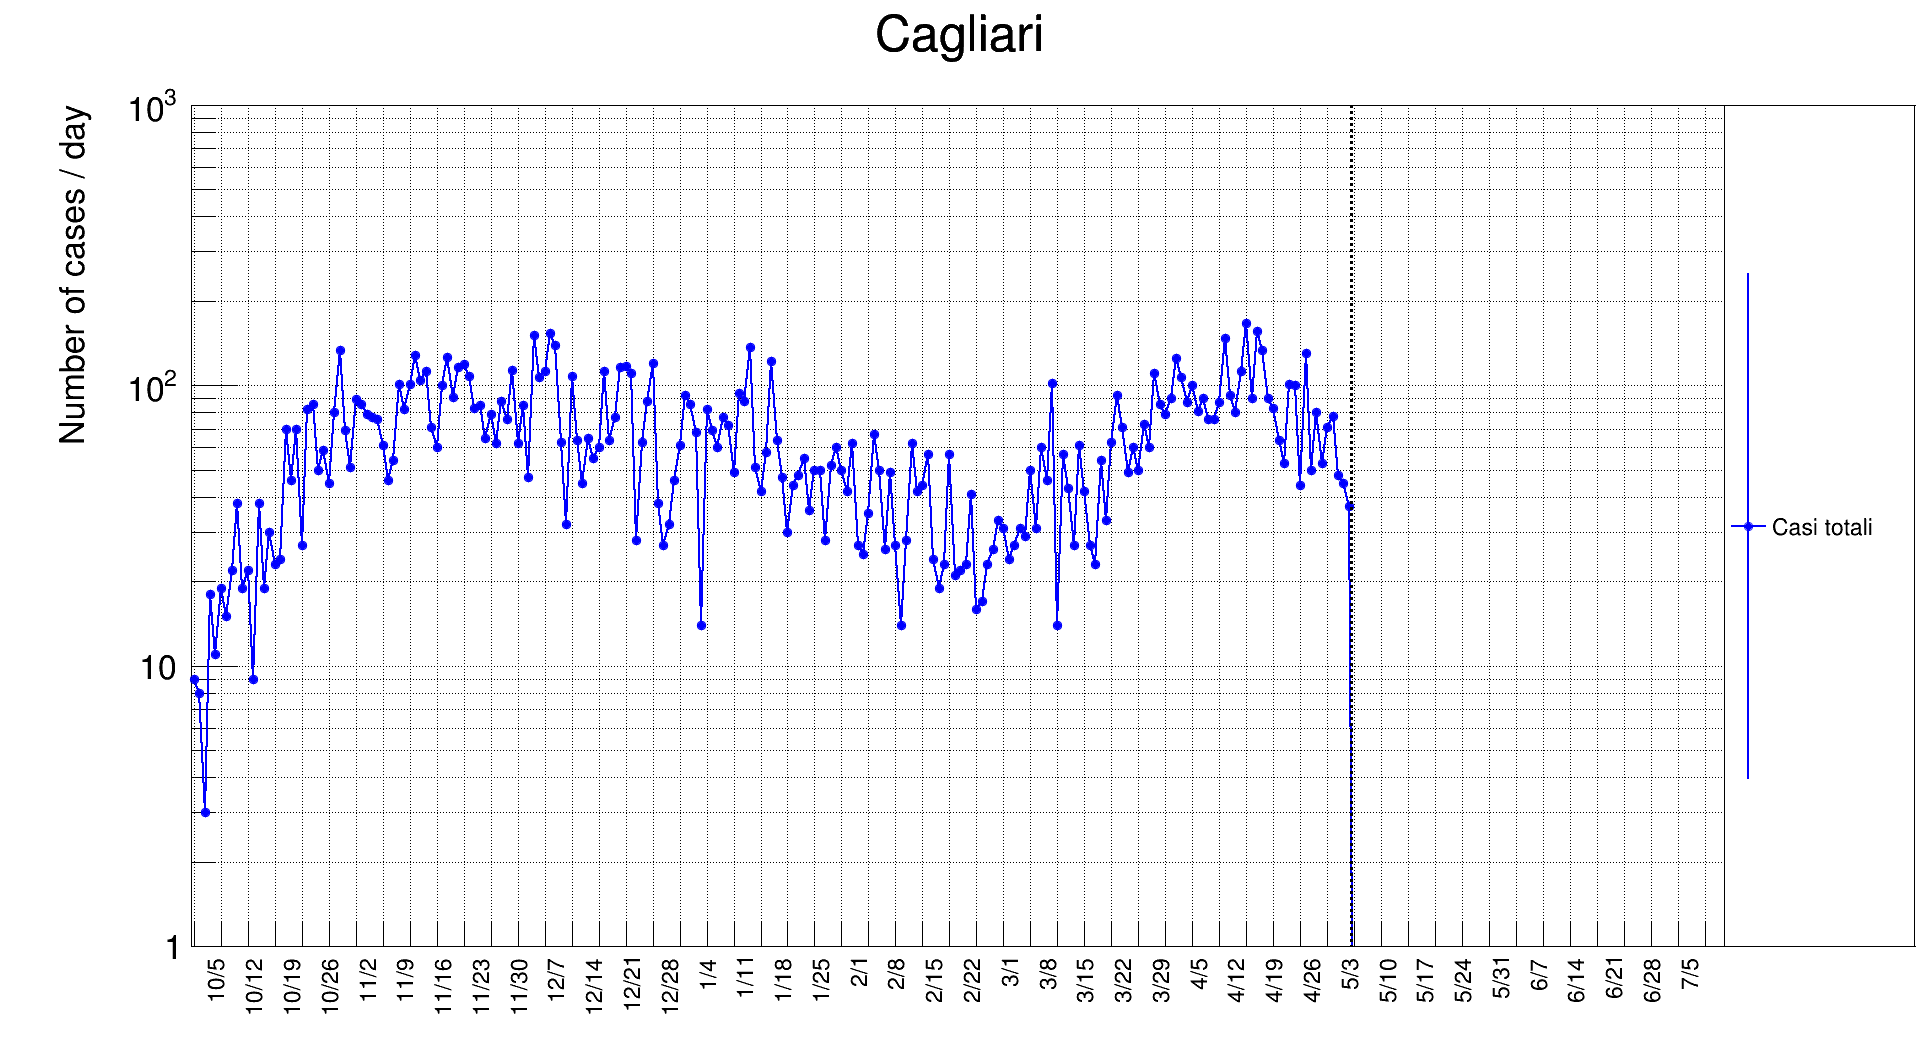 Cagliari
Number of cases / day
10³
10²
10
1
10/5 10/12 10/19 10/26 11/2 11/9 11/16 11/23 11/30 12/7 12/14 12/21 12/28 1/4 1/11 1/18 1/25 2/1 2/8 2/15 2/22 3/1 3/8 3/15 3/22 3/29 4/5 4/12 4/19 4/26 5/3 5/10 5/17 5/24 5/31 6/7 6/14 6/21 6/28 7/5
Casi totali